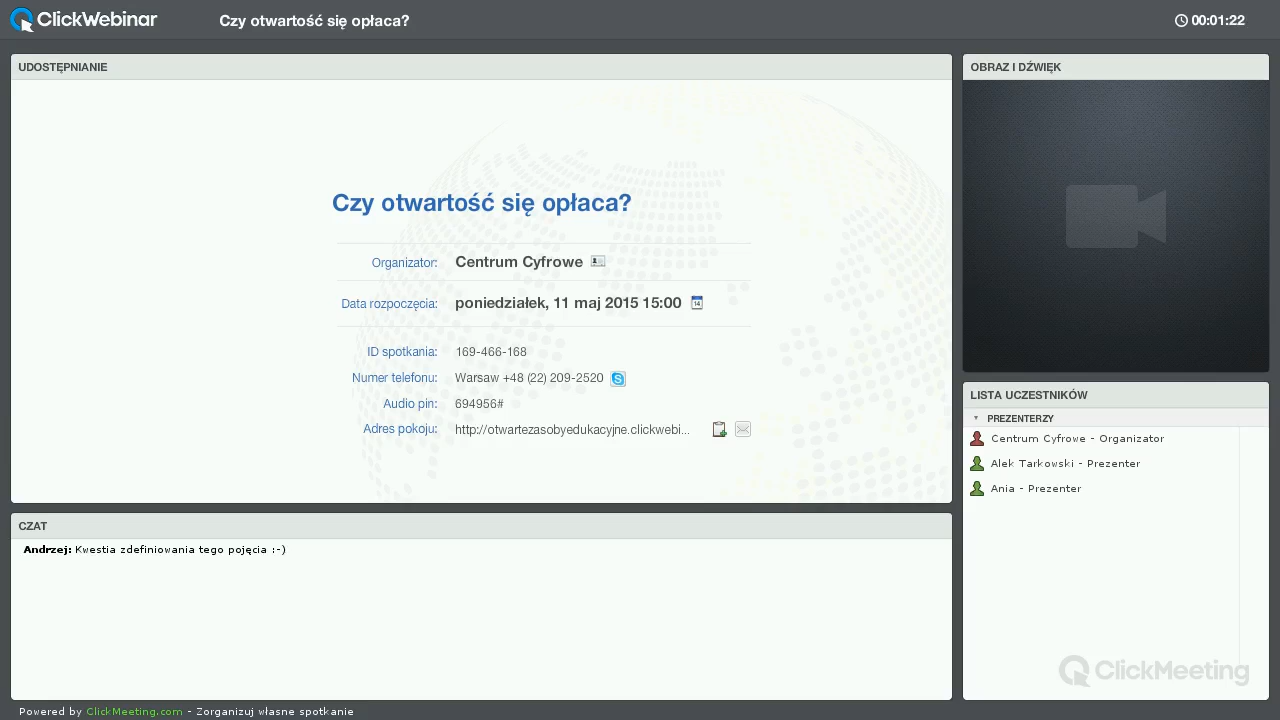 ClickWebinar
Czy otwartość się opłaca?
00:01:22
UDOSTĘPNIANIE
Czy otwartość się opłaca?
Organizator: Centrum Cyfrowe
Data rozpoczęcia: poniedziałek, 11 maj 2015 15:00
14
ID spotkania: 169-466-168
Numer telefonu: Warsaw +48 (22) 209-2520
Audio pin: 694956#
Adres pokoju: http://otwartezasobyedukacyjne.clickwebi...
CZAT
Andrzej: Kwestia zdefiniowania tego pojęcia :-)
OBRAZ I DŹWIĘK
LISTA UCZESTNIKÓW
PREZENTERZY
Centrum Cyfrowe - Organizator
Alek Tarkowski - Prezenter
Ania - Prezenter
ClickMeeting
Powered by ClickMeeting.com - Zorganizuj własne spotkanie